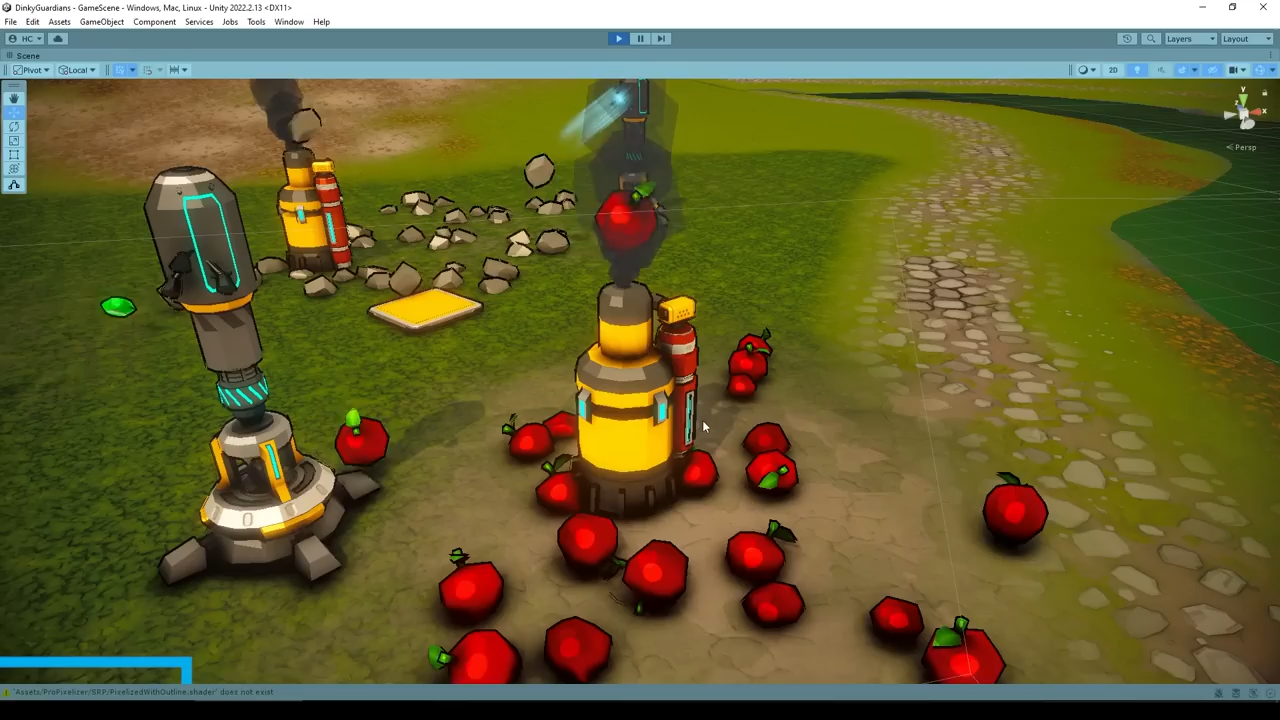 DinkyGuardians - GameScene - Windows, Mac, Linux - Unity 2022.2.13 <DX11>
File Edit Assets GameObject Component Services Jobs Tools Window Help
HC Layers Layout
Scene
Pivot Local 2D
y
x
z
Persp
0
'Assets/ProPixelizer/SRP/PixelizedWithOutline.shader' does not exist